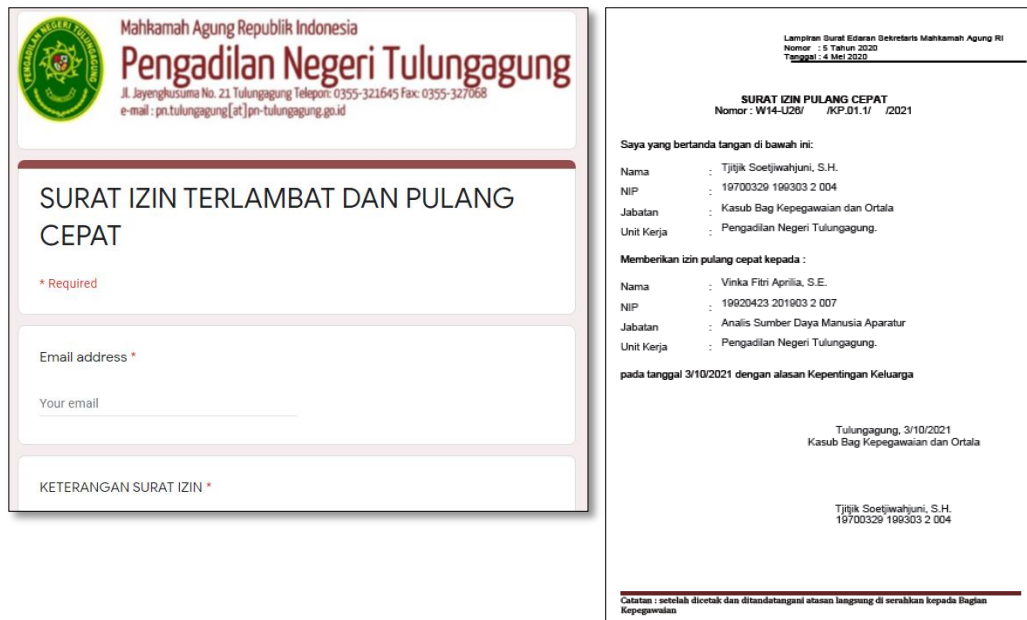 PENGADILAN NEGERI TULUNGAGUNG
Mahkamah Agung Republik Indonesia
Pengadilan Negeri Tulungagung
Jl. Jayengkusuma No. 21 Tulungagung Telepon: 0355-321645 Fax: 0355-327068
e-mail : pn.tulungagung[at]pn-tulungagung.go.id
SURAT IZIN TERLAMBAT DAN PULANG
CEPAT
* Required
Email address *
Your email
KETERANGAN SURAT IZIN *
Lampiran Surat Edaran Sekretaris Mahkamah Agung RI
Nomor : 5 Tahun 2020
Tanggal : 4 Mei 2020
SURAT IZIN PULANG CEPAT
Nomor : W14-U26/ /KP.01.1/ /2021
Saya yang bertanda tangan di bawah ini:
Nama : Tjitjik Soetjiwahjuni, S.H.
NIP : 19700329 199303 2 004
Jabatan : Kasub Bag Kepegawaian dan Ortala
Unit Kerja : Pengadilan Negeri Tulungagung.
Memberikan izin pulang cepat kepada :
Nama : Vinka Fitri Aprilia, S.E.
NIP : 19920423 201903 2 007
Jabatan : Analis Sumber Daya Manusia Aparatur
Unit Kerja : Pengadilan Negeri Tulungagung.
pada tanggal 3/10/2021 dengan alasan Kepentingan Keluarga
Tulungagung, 3/10/2021
Kasub Bag Kepegawaian dan Ortala
Tjitjik Soetjiwahjuni, S.H.
19700329 199303 2 004
Catatan : setelah dicetak dan ditandatangani atasan langsung di serahkan kepada Bagian
Kepegawaian